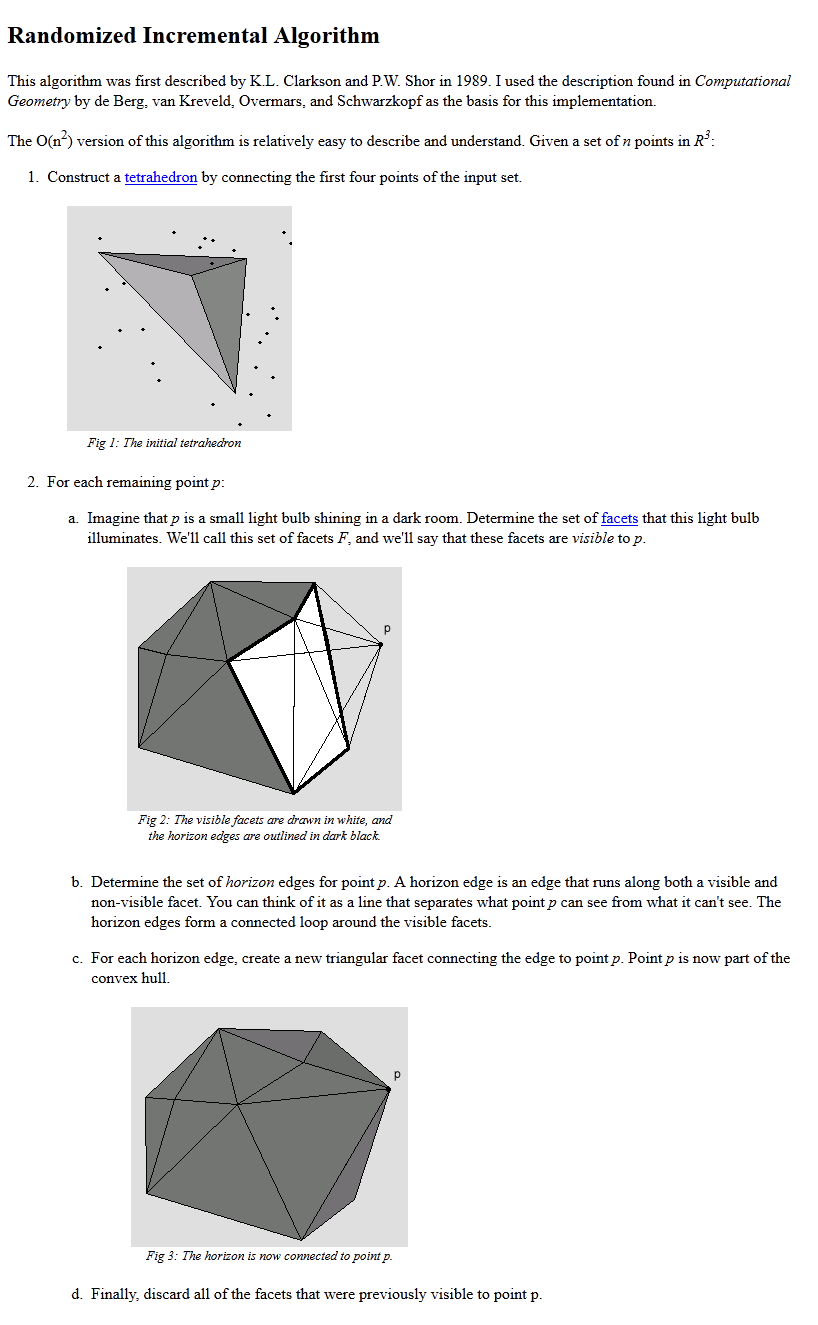 Randomized Incremental Algorithm
This algorithm was first described by K.L. Clarkson and P.W. Shor in 1989. I used the description found in Computational
Geometry by de Berg, van Kreveld, Overmars, and Schwarzkopf as the basis for this implementation.
The O(n²) version of this algorithm is relatively easy to describe and understand. Given a set of n points in R³:
1. Construct a tetrahedron by connecting the first four points of the input set.
Fig 1: The initial tetrahedron
2. For each remaining point p:
a. Imagine that p is a small light bulb shining in a dark room. Determine the set of facets that this light bulb
illuminates. We'll call this set of facets F, and we'll say that these facets are visible to p.
p
Fig 2: The visible facets are drawn in white, and
the horizon edges are outlined in dark black.
b. Determine the set of horizon edges for point p. A horizon edge is an edge that runs along both a visible and
non-visible facet. You can think of it as a line that separates what point p can see from what it can't see. The
horizon edges form a connected loop around the visible facets.
c. For each horizon edge, create a new triangular facet connecting the edge to point p. Point p is now part of the
convex hull.
p
Fig 3: The horizon is now connected to point p.
d. Finally, discard all of the facets that were previously visible to point p.